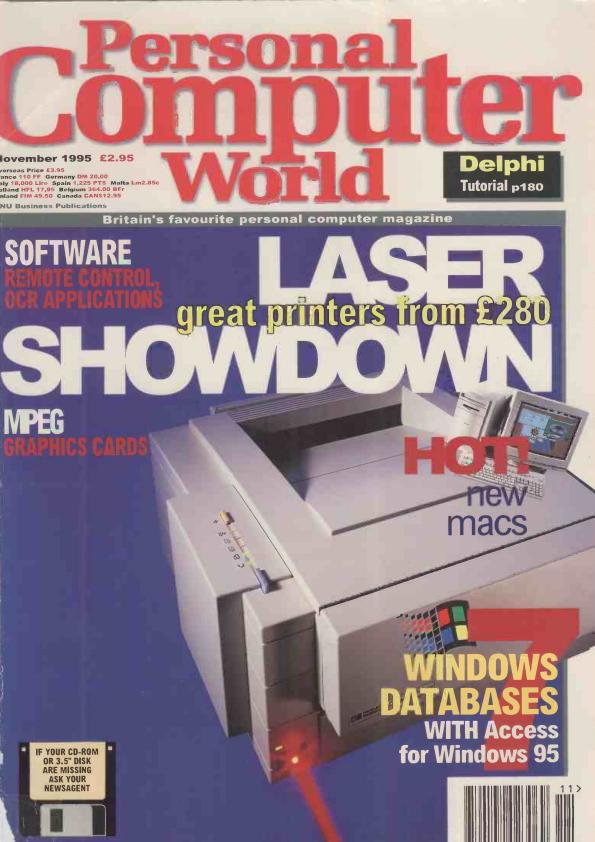 Personal
Computer
World
November 1995 £2.95
Overseas Price £3.95
France 110 FF Germany DM 20,00
Italy 18,000 Lire Spain 1,225 PTS Malta Lm2.85c
Holland HFL 17,95 Belgium 364.00 BFr
Finland FIM 49.50 Canada CAN$12.95
VNU Business Publications
Delphi
Tutorial p180
Britain's favourite personal computer magazine
SOFTWARE
REMOTE CONTROL,
OCR APPLICATIONS
LASER
great printers from £280
SHOWDOWN
MPEG
GRAPHICS CARDS
HOT!
new
macs
7
WINDOWS
DATABASES
WITH Access
for Windows 95
IF YOUR CD-ROM
OR 3.5" DISK
ARE MISSING
ASK YOUR
NEWSAGENT
11>